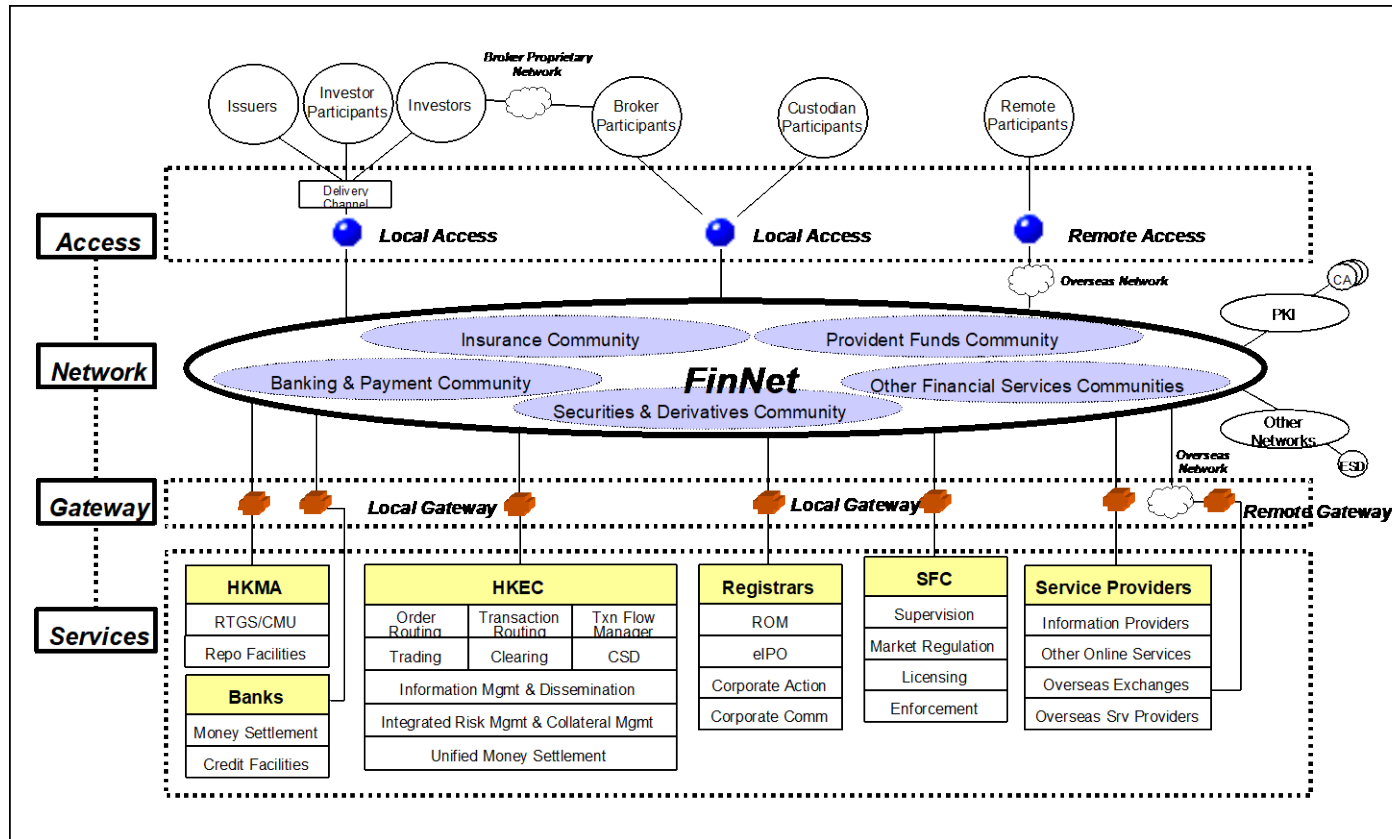 Broker Proprietary
Network
Issuers
Investor
Participants
Investors
Broker
Participants
Custodian
Participants
Remote
Participants
Delivery
Channel
Access
Local Access
Local Access
Remote Access
Overseas Network
CA
PKI
Network
Insurance Community
Provident Funds Community
FinNet
Banking & Payment Community
Other Financial Services Communities
Securities & Derivatives Community
Other
Networks
ESD
Overseas
Network
Gateway
Local Gateway
Local Gateway
Remote Gateway
Services
HKMA
RTGS/CMU
Repo Facilities
Banks
Money Settlement
Credit Facilities
HKEC
Order
Routing
Transaction
Routing
Txn Flow
Manager
Trading
Clearing
CSD
Information Mgmt & Dissemination
Integrated Risk Mgmt & Collateral Mgmt
Unified Money Settlement
Registrars
ROM
eIPO
Corporate Action
Corporate Comm
SFC
Supervision
Market Regulation
Licensing
Enforcement
Service Providers
Information Providers
Other Online Services
Overseas Exchanges
Overseas Srv Providers